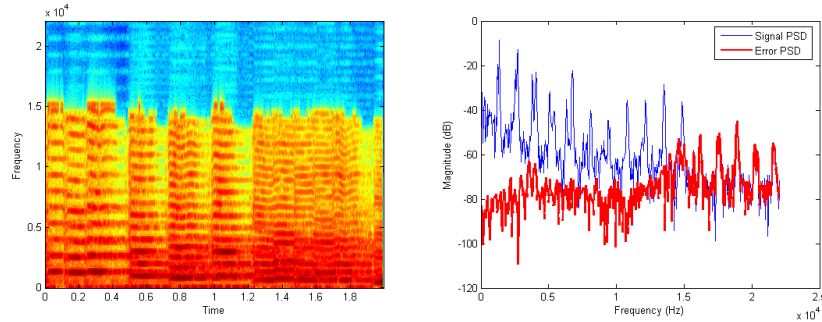 x 10^4
2
1.5
1
0.5
0
0.2 0.4 0.6 0.8 1 1.2 1.4 1.6 1.8
Frequency
Time
0
-20
-40
-60
-80
-100
-120
0 0.5 1 1.5 2 2.5
x 10^4
Magnitude (dB)
Frequency (Hz)
Signal PSD
Error PSD